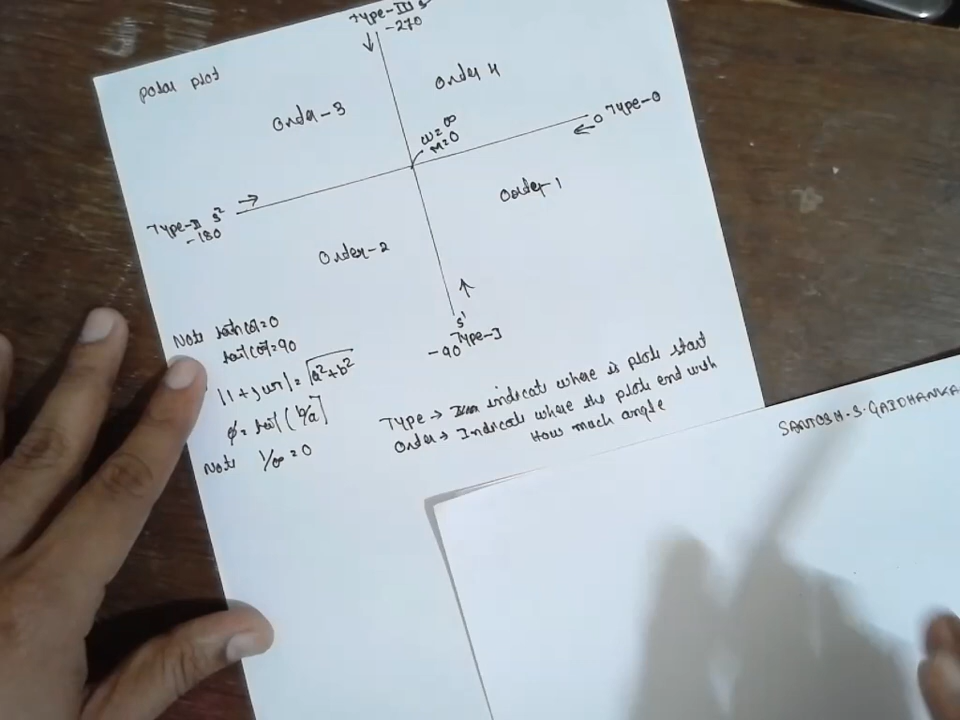 Type-III s³
-270
polar plot
Order 4
Order-3
0 Type-0
ω=∞
M=0
Order 1
Type-II s²
-180
Order-2
s¹
Type-I
-90
Note tan⁻¹(0)=0
tan⁻¹(∞)=90
|1+jωτ|=√a²+b²
φ=tan⁻¹(b/a)
Note 1/∞=0
Type → indicate where is plots start
Order → Indicate where the plots end with
How much angle
SANTOSH.S.GAIDHANKA